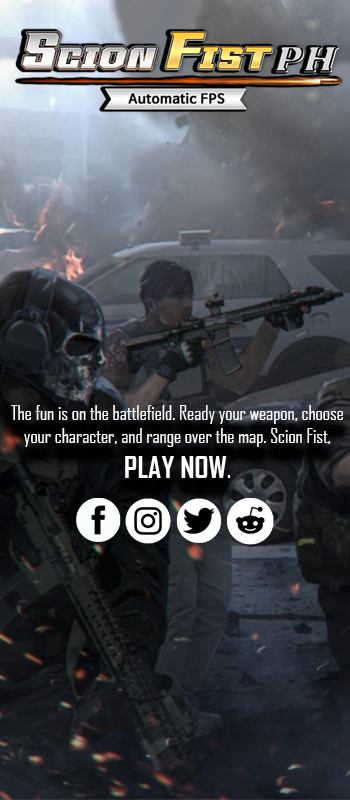 Scion Fist PH
Automatic FPS
The fun is on the battlefield. Ready your weapon, choose
your character, and range over the map. Scion Fist,
PLAY NOW.